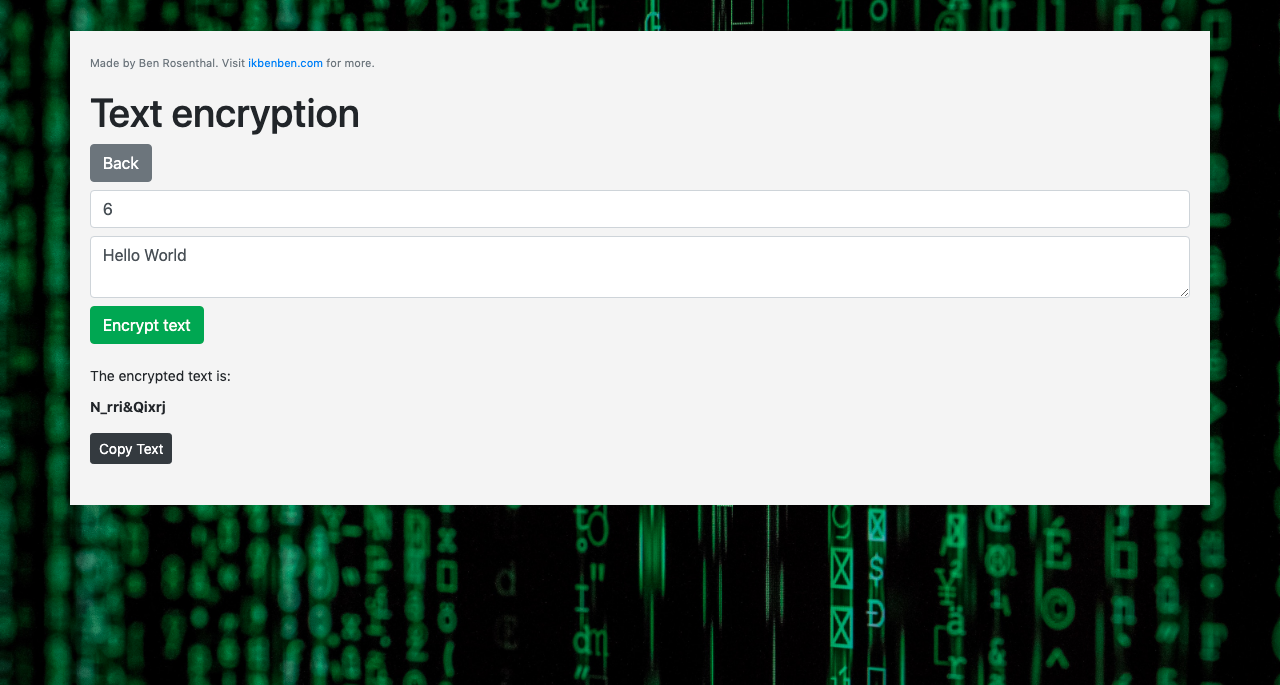 Made by Ben Rosenthal. Visit ikbenben.com for more.
Text encryption
Back
6
Hello World
Encrypt text
The encrypted text is:
N_rri&Qixrj
Copy Text